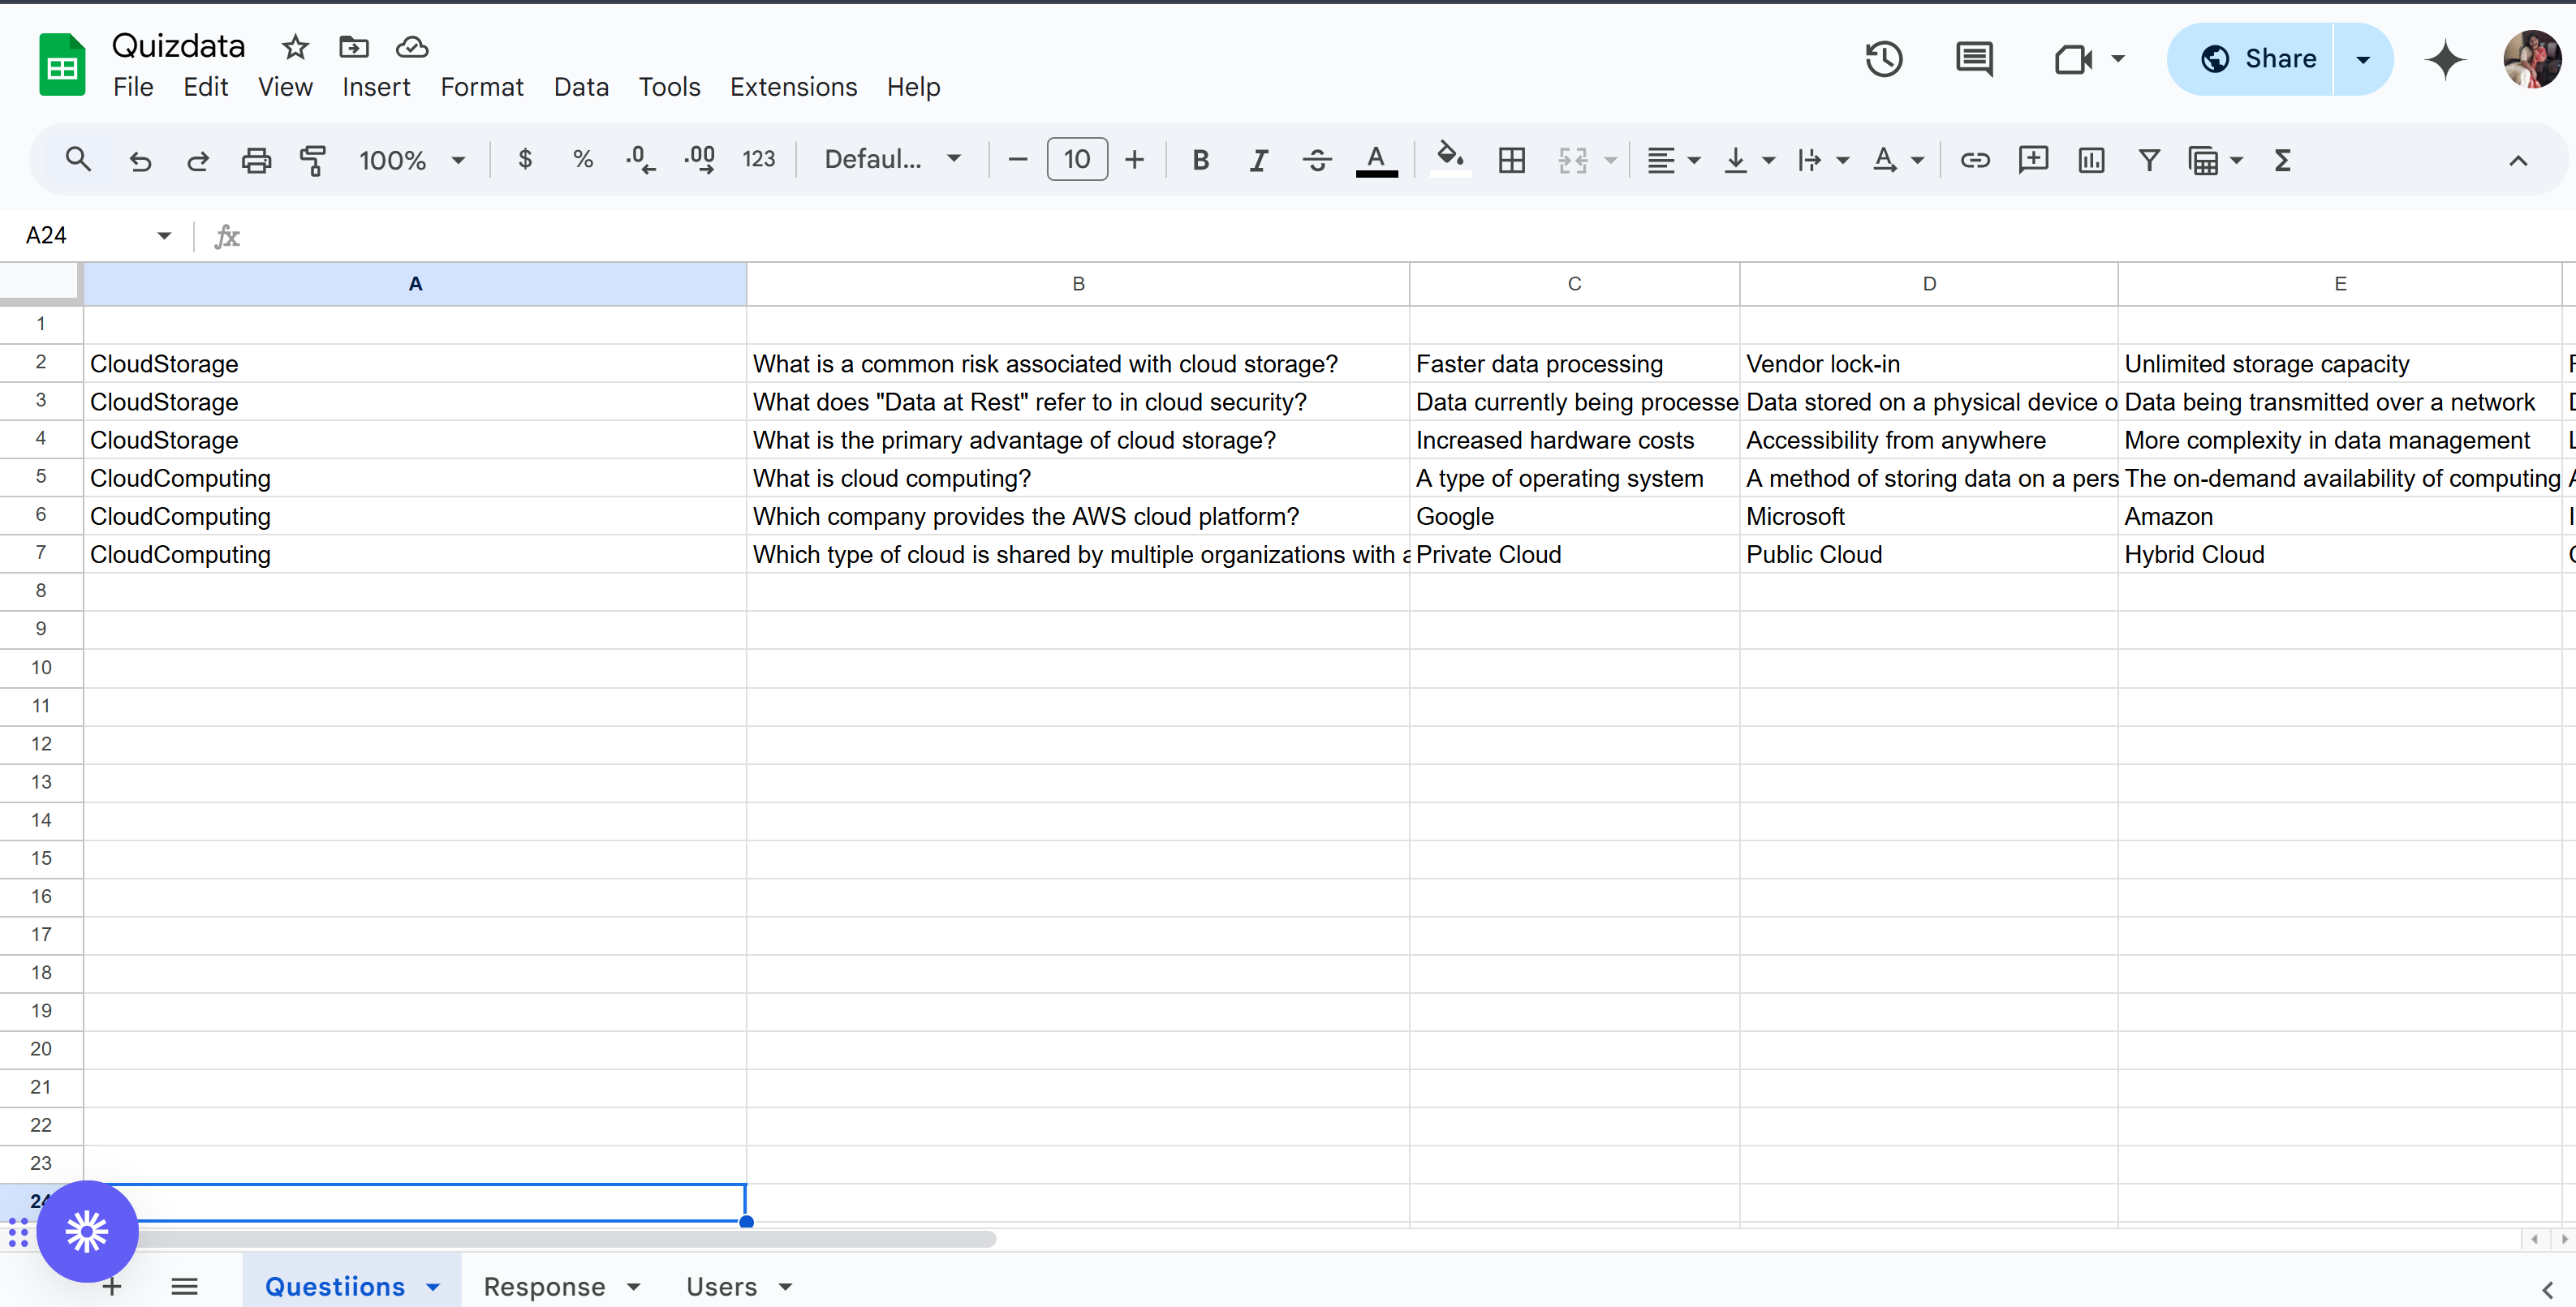 Quizdata
File Edit View Insert Format Data Tools Extensions Help
Share
100% $ % .0 .00 123 Defaul... 10 B I A A Σ
A24 fx
A B C D E
1
2 CloudStorage What is a common risk associated with cloud storage? Faster data processing Vendor lock-in Unlimited storage capacity
3 CloudStorage What does "Data at Rest" refer to in cloud security? Data currently being processe Data stored on a physical device o Data being transmitted over a network
4 CloudStorage What is the primary advantage of cloud storage? Increased hardware costs Accessibility from anywhere More complexity in data management
5 CloudComputing What is cloud computing? A type of operating system A method of storing data on a pers The on-demand availability of computing
6 CloudComputing Which company provides the AWS cloud platform? Google Microsoft Amazon
7 CloudComputing Which type of cloud is shared by multiple organizations with a Private Cloud Public Cloud Hybrid Cloud
8
9
10
11
12
13
14
15
16
17
18
19
20
21
22
23
24
Questiions Response Users